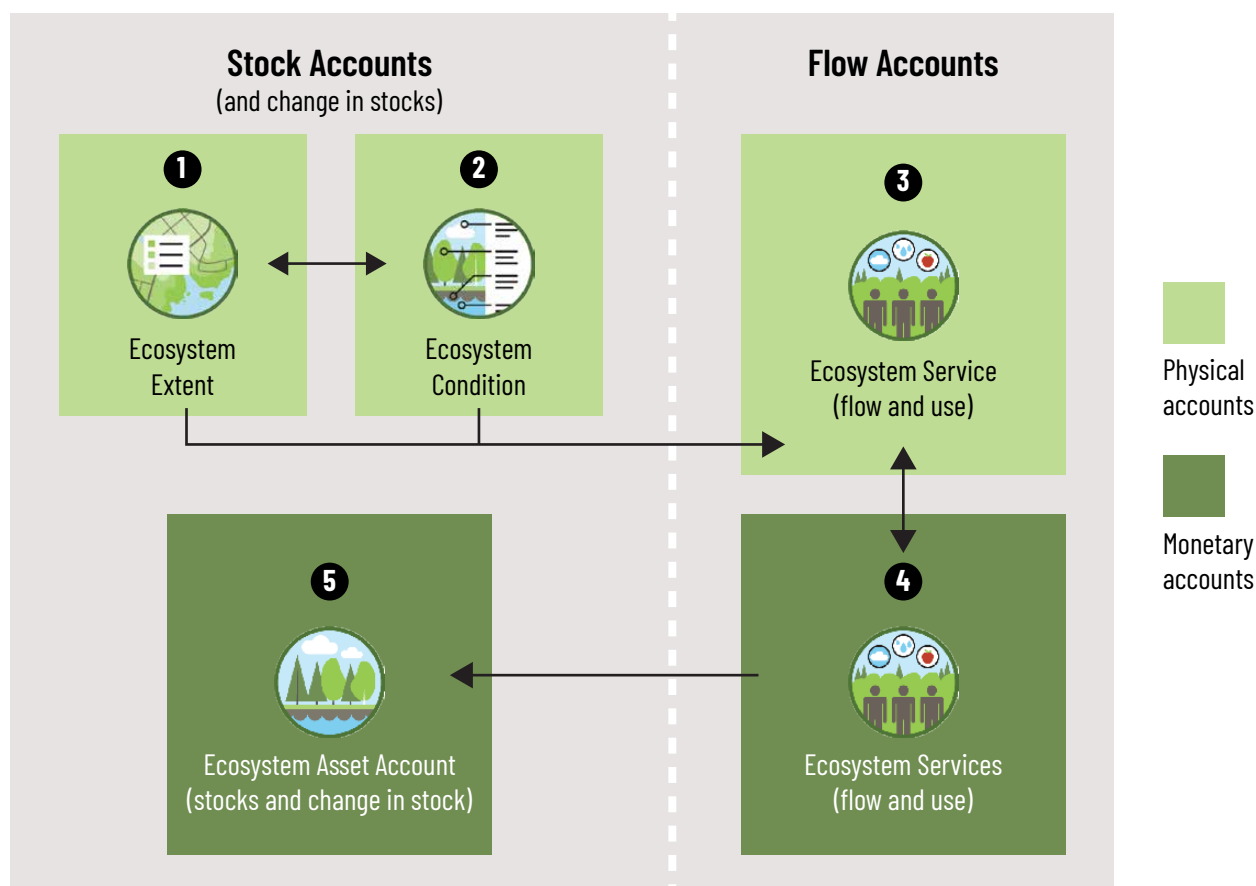 Stock Accounts
(and change in stocks)
Flow Accounts
1
Ecosystem
Extent
2
Ecosystem
Condition
3
Ecosystem Service
(flow and use)
Physical
accounts
Monetary
accounts
5
Ecosystem Asset Account
(stocks and change in stock)
4
Ecosystem Services
(flow and use)